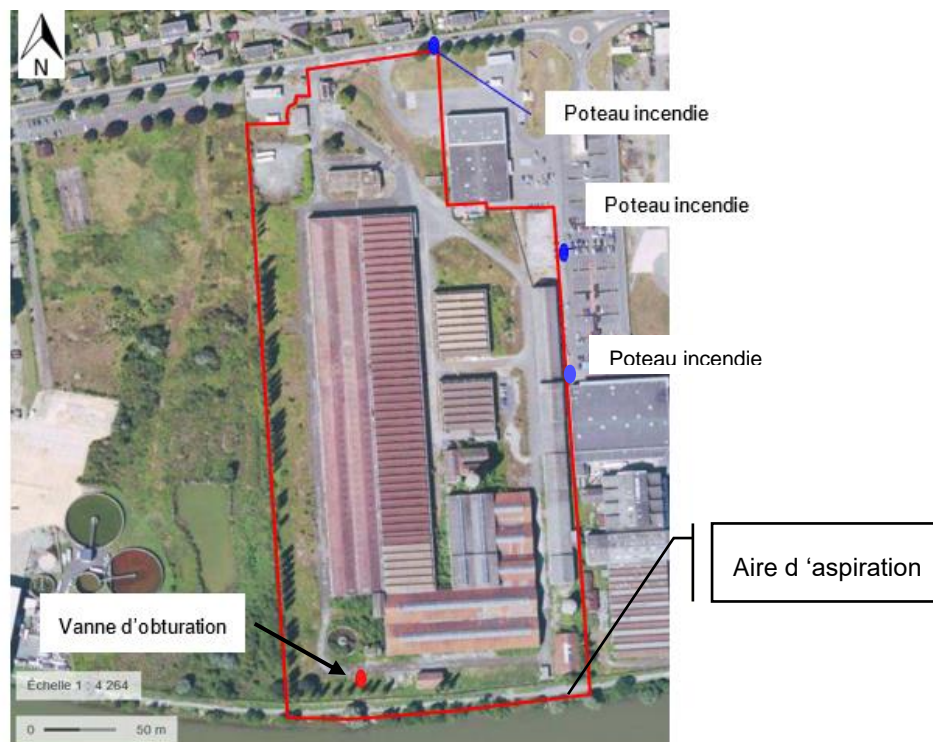 N
Poteau incendie
Poteau incendie
Poteau incendie
Aire d ‘aspiration
Vanne d’obturation
Échelle 1 : 4 264
0 50 m